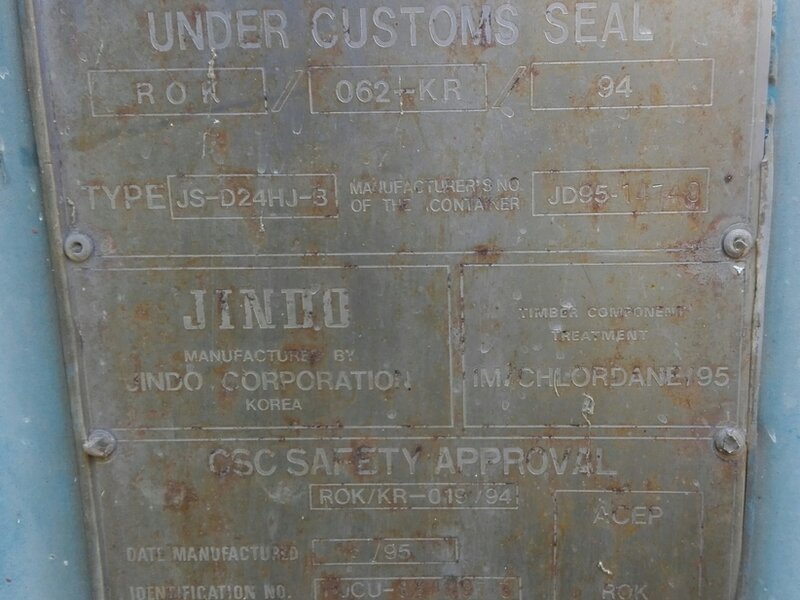 UNDER CUSTOMS SEAL
ROK / 062-KR / 94
TYPE JS-D24HJ-3 MANUFACTURER'S NO. OF THE CONTAINER
JINDO
MANUFACTURED BY
JINDO CORPORATION
KOREA
TIMBER COMPONENT
TREATMENT
IM/CHLORDANE/95
CSC SAFETY APPROVAL
ROK/KR-019/94
ACEP
DATE MANUFACTURED /95
IDENTIFICATION NO.
ROK